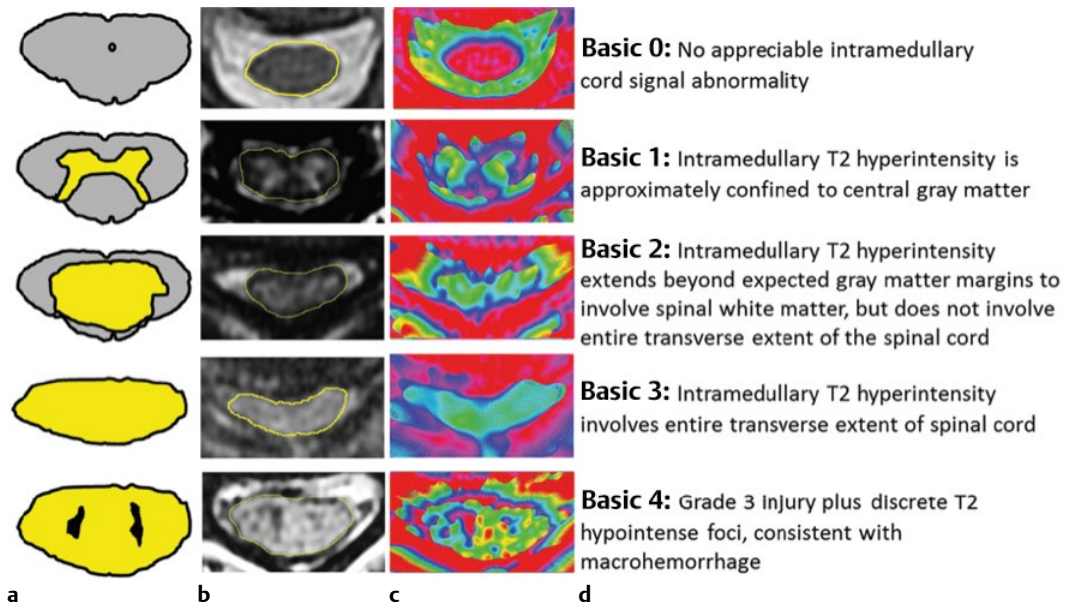 Basic 0: No appreciable intramedullary
cord signal abnormality
Basic 1: Intramedullary T2 hyperintensity is
approximately confined to central gray matter
Basic 2: Intramedullary T2 hyperintensity
extends beyond expected gray matter margins to
involve spinal white matter, but does not involve
entire transverse extent of the spinal cord
Basic 3: Intramedullary T2 hyperintensity
involves entire transverse extent of spinal cord
Basic 4: Grade 3 injury plus discrete T2
hypointense foci, consistent with
macrohemorrhage
a b c d